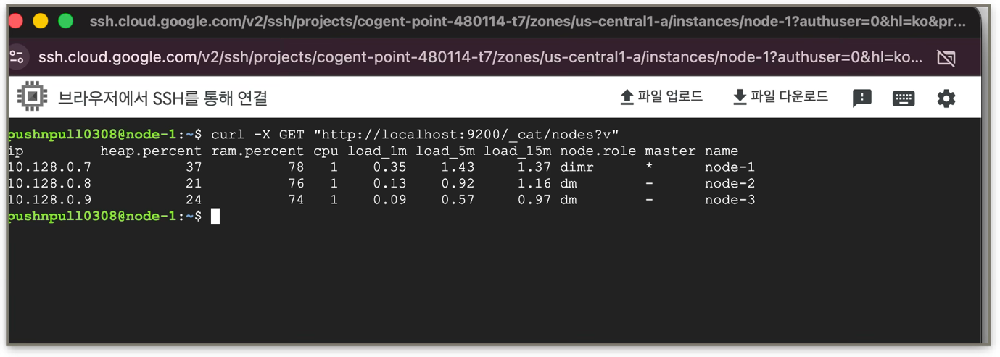 ssh.cloud.google.com/v2/ssh/projects/cogent-point-480114-t7/zones/us-central1-a/instances/node-1?authuser=0&hl=ko&pr...
ssh.cloud.google.com/v2/ssh/projects/cogent-point-480114-t7/zones/us-central1-a/instances/node-1?authuser=0&hl=ko...
브라우저에서 SSH를 통해 연결 파일 업로드 파일 다운로드
pushnpull0308@node-1:~$ curl -X GET "http://localhost:9200/_cat/nodes?v"
ip heap.percent ram.percent cpu load_1m load_5m load_15m node.role master name
10.128.0.7 37 78 1 0.35 1.43 1.37 dimr * node-1
10.128.0.8 21 76 1 0.13 0.92 1.16 dm - node-2
10.128.0.9 24 74 1 0.09 0.57 0.97 dm - node-3
pushnpull0308@node-1:~$